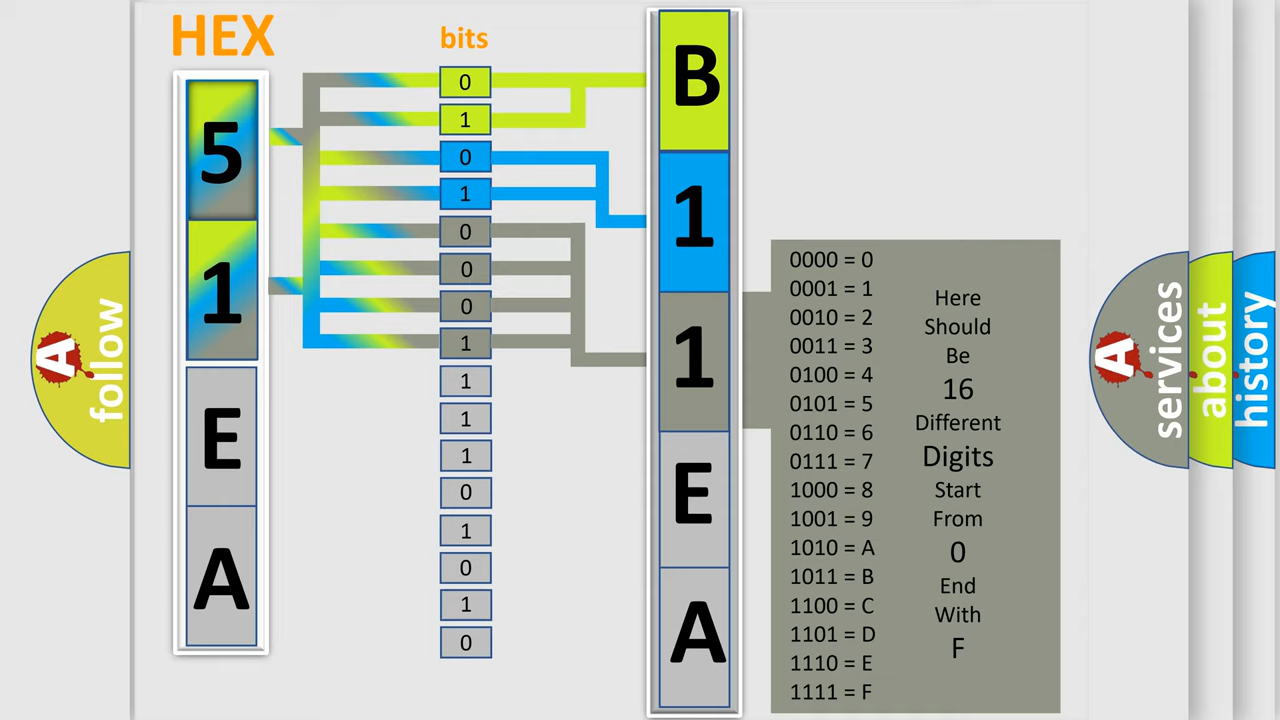 HEX
bits
5
1
E
A
0
1
0
1
0
0
0
1
1
1
1
0
1
0
1
0
B
1
1
E
A
0000 = 0
0001 = 1
0010 = 2
0011 = 3
0100 = 4
0101 = 5
0110 = 6
0111 = 7
1000 = 8
1001 = 9
1010 = A
1011 = B
1100 = C
1101 = D
1110 = E
1111 = F
Here
Should
Be
16
Different
Digits
Start
From
0
End
With
F
A
follow
A
services
about
history